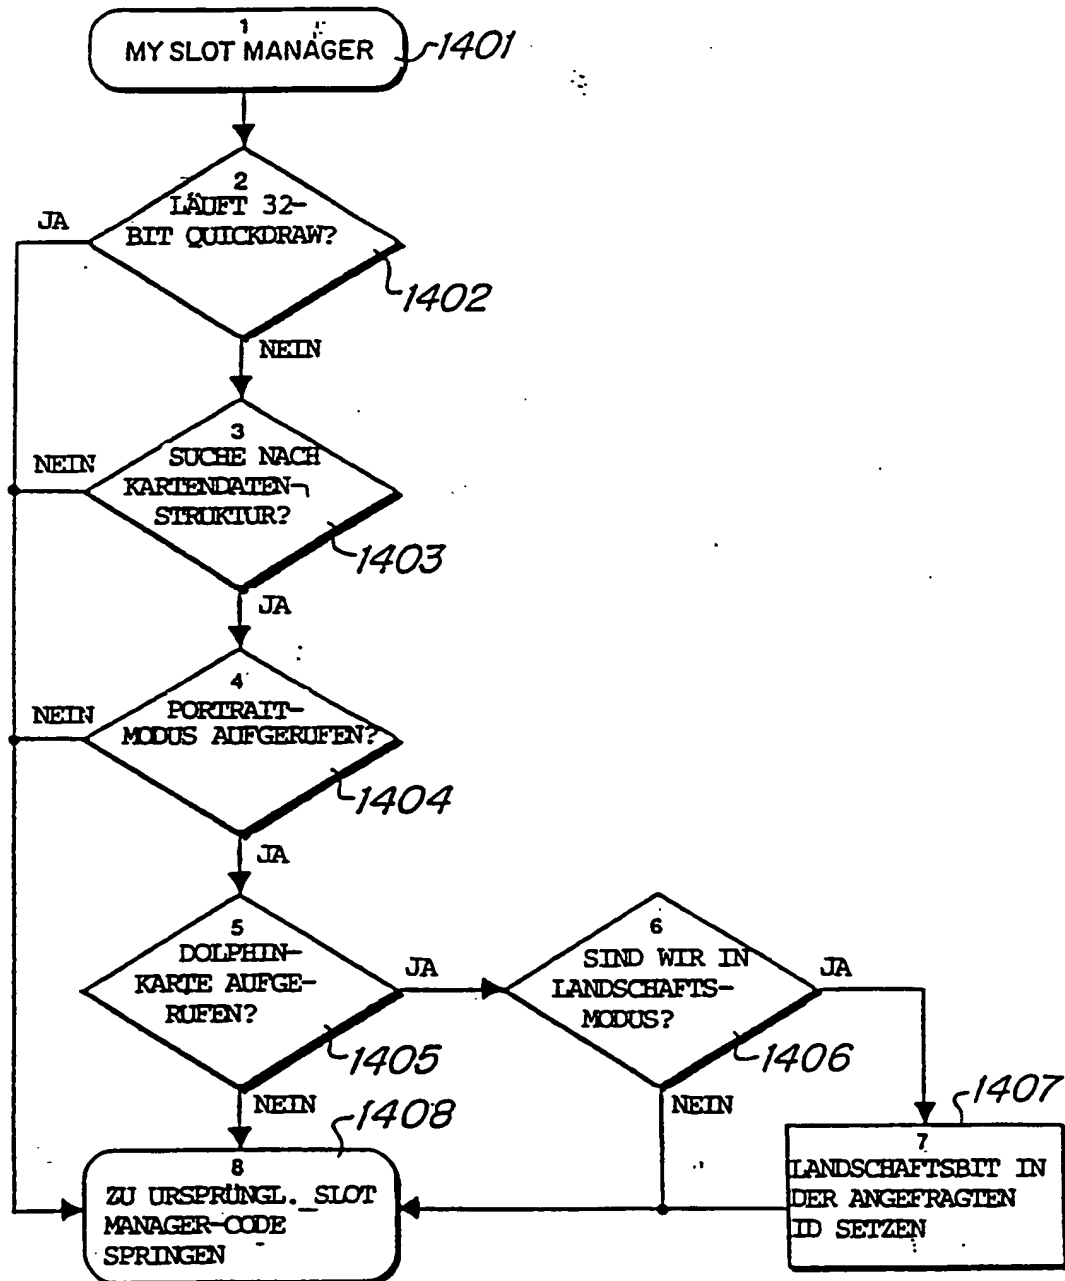 1
MY SLOT MANAGER
1401
2
LÄUFT 32-
BIT QUICKDRAW?
JA
1402
NEIN
3
SUCHE NACH
KARTENDATEN-
STRUKTUR?
NEIN
1403
JA
4
PORTRAIT-
MODUS AUFGERUFEN?
NEIN
1404
JA
5
DOLPHIN-
KARTE AUFGE-
RUFEN?
JA
1405
NEIN
6
SIND WIR IN
LANDSCHAFTS-
MODUS?
JA
1406
NEIN
1407
7
LANDSCHAFTSBIT IN
DER ANGEFRAGTEN
ID SETZEN
1408
8
ZU URSPRÜNGL._SLOT
MANAGER-CODE
SPRINGEN